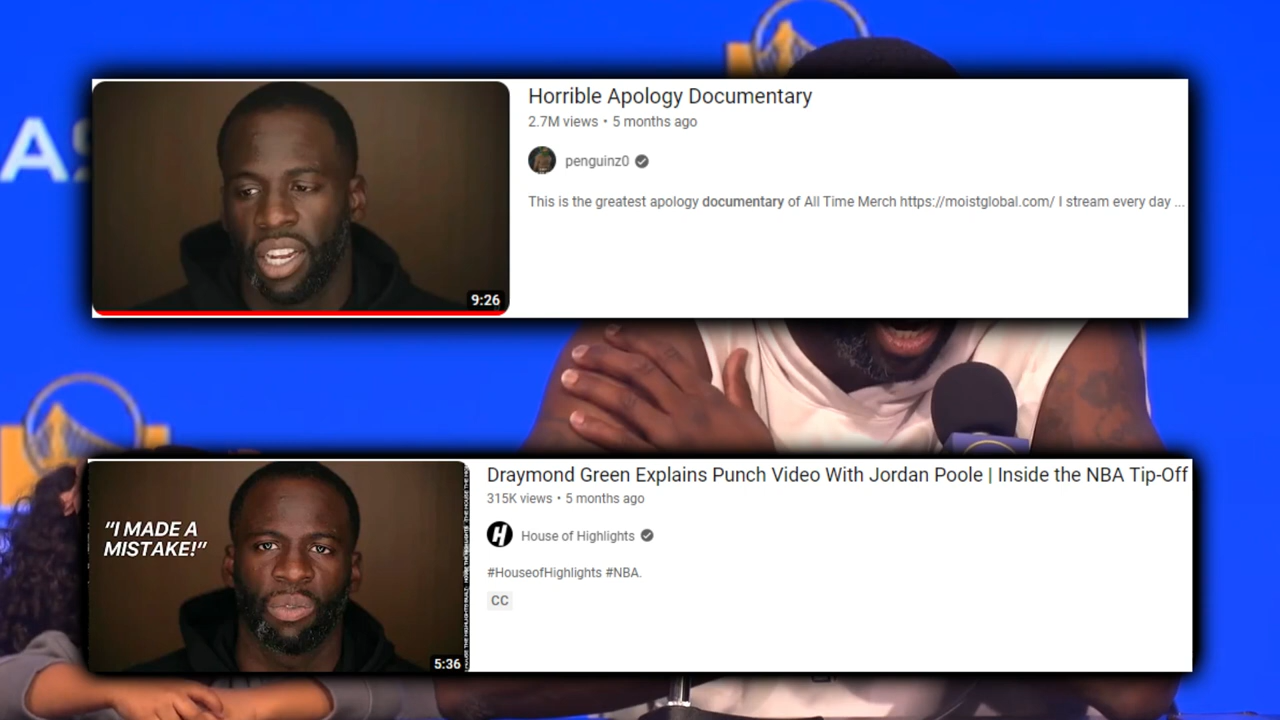 Horrible Apology Documentary
2.7M views • 5 months ago
penguinz0
This is the greatest apology documentary of All Time Merch https://moistglobal.com/ I stream every day ...
9:26
A
Draymond Green Explains Punch Video With Jordan Poole | Inside the NBA Tip-Off
315K views • 5 months ago
"I MADE A
MISTAKE!"
H House of Highlights
#HouseofHighlights #NBA.
CC
5:36